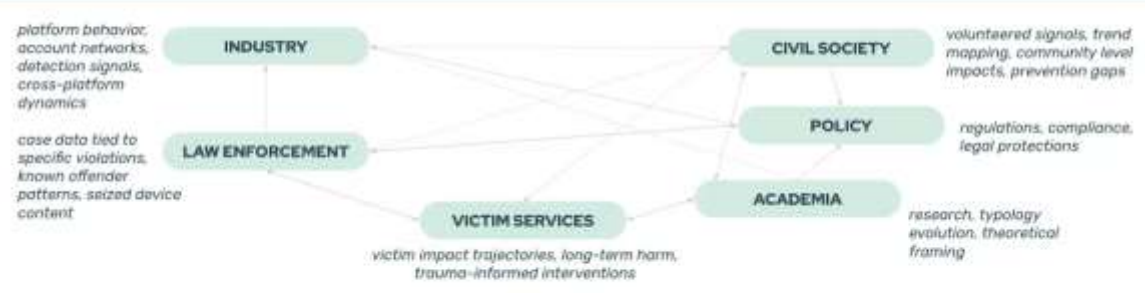 platform behavior,
account networks,
detection signals,
cross-platform
dynamics
INDUSTRY
CIVIL SOCIETY
volunteered signals, trend
mapping, community level
impacts, prevention gaps
case data tied to
specific violations,
known offender
patterns, seized device
content
LAW ENFORCEMENT
POLICY
regulations, compliance,
legal protections
VICTIM SERVICES
victim impact trajectories, long-term harm,
trauma-informed interventions
ACADEMIA
research, typology
evolution, theoretical
framing